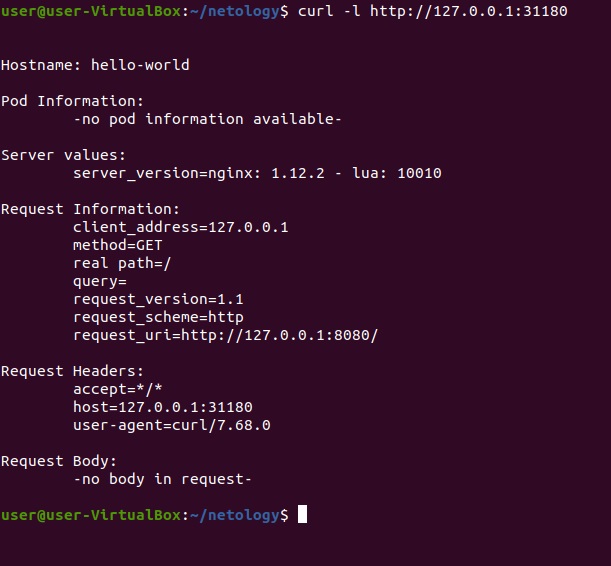 user@user-VirtualBox:~/netology$ curl -l http://127.0.0.1:31180
Hostname: hello-world
Pod Information:
-no pod information available-
Server values:
server_version=nginx: 1.12.2 - lua: 10010
Request Information:
client_address=127.0.0.1
method=GET
real path=/
query=
request_version=1.1
request_scheme=http
request_uri=http://127.0.0.1:8080/
Request Headers:
accept=*/*
host=127.0.0.1:31180
user-agent=curl/7.68.0
Request Body:
-no body in request-
user@user-VirtualBox:~/netology$